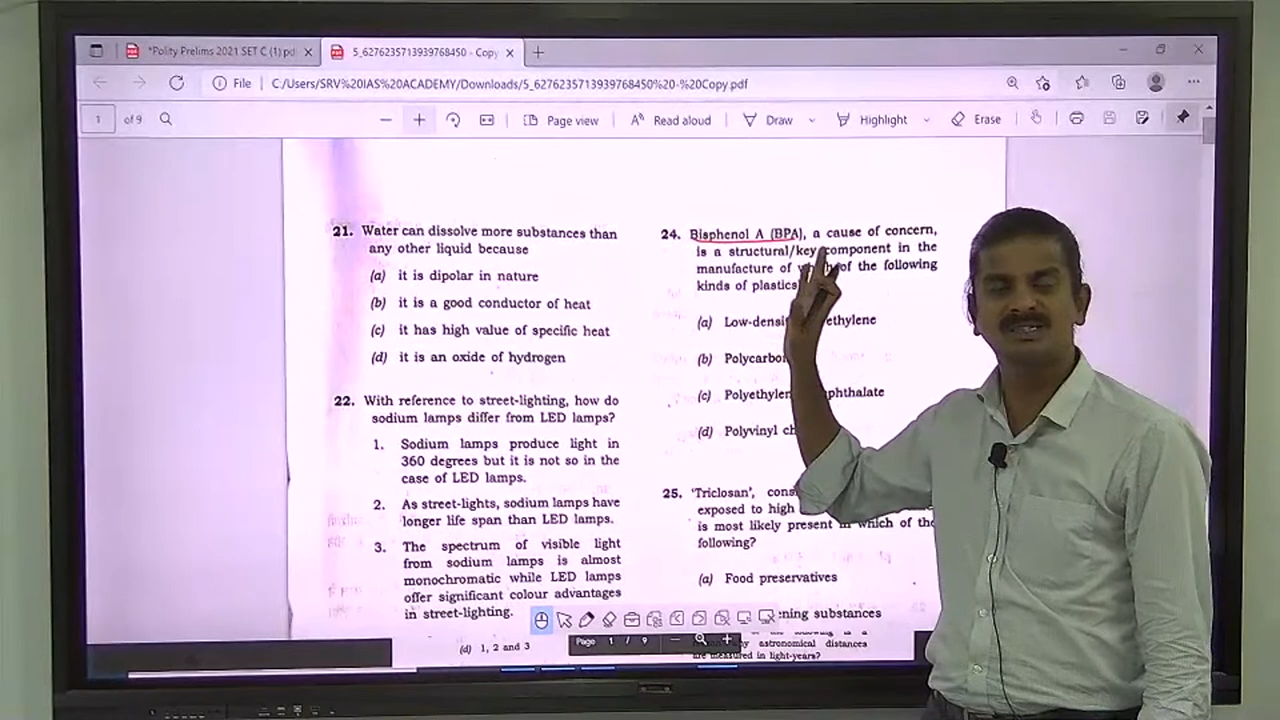 *Polity Prelims 2021 SET C (1).pd
5_6276235713939768450 - Copy
File
C:/Users/SRV%20IAS%20ACADEMY/Downloads/5_6276235713939768450%20-%20Copy.pdf
1 of 9
Page view
Read aloud
Draw
Highlight
Erase
21. Water can dissolve more substances than
any other liquid because
(a) it is dipolar in nature
(b) it is a good conductor of heat
(c) it has high value of specific heat
(d) it is an oxide of hydrogen
22. With reference to street-lighting, how do
sodium lamps differ from LED lamps?
1. Sodium lamps produce light in
360 degrees but it is not so in the
case of LED lamps.
2. As street-lights, sodium lamps have
longer life span than LED lamps.
3. The spectrum of visible light
from sodium lamps is almost
monochromatic while LED lamps
offer significant colour advantages
in street-lighting.
(d) 1, 2 and 3
24. Bisphenol A (BPA), a cause of concern,
is a structural/key component in the
manufacture of of the following
kinds of plastics
(a)
(b)
(c)
(d)
25. 'Triclosan',
exposed to high
is most likely present in which of the
following?
(a) Food preservatives
substances
astronomical distances
are measured in light-years?
Page 1 / 9